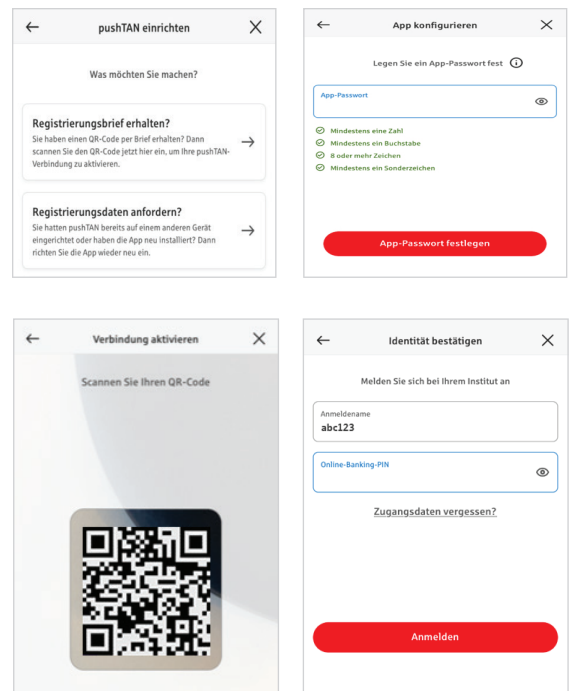 pushTAN einrichten
Was möchten Sie machen?
Registrierungsbrief erhalten?
Sie haben einen QR-Code per Brief erhalten? Dann
scannen Sie den QR-Code jetzt hier ein, um Ihre pushTAN-
Verbindung zu aktivieren.
Registrierungsdaten anfordern?
Sie hatten pushTAN bereits auf einem anderen Gerät
eingerichtet oder haben die App neu installiert? Dann
richten Sie die App wieder neu ein.
App konfigurieren
Legen Sie ein App-Passwort fest
App-Passwort
Mindestens eine Zahl
Mindestens ein Buchstabe
8 oder mehr Zeichen
Mindestens ein Sonderzeichen
App-Passwort festlegen
Verbindung aktivieren
Scannen Sie Ihren QR-Code
Identität bestätigen
Melden Sie sich bei Ihrem Institut an
Anmeldename
abc123
Online-Banking-PIN
Zugangsdaten vergessen?
Anmelden